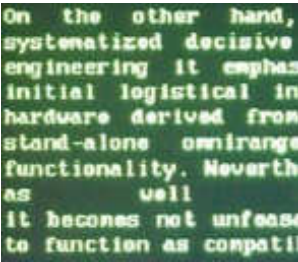 On the other hand,
systematized decisive
engineering it emphas
initial logistical in
hardware derived from
stand-alone omnirange
functionality. Neverth
as well
it becomes not unfeas
to function as compati